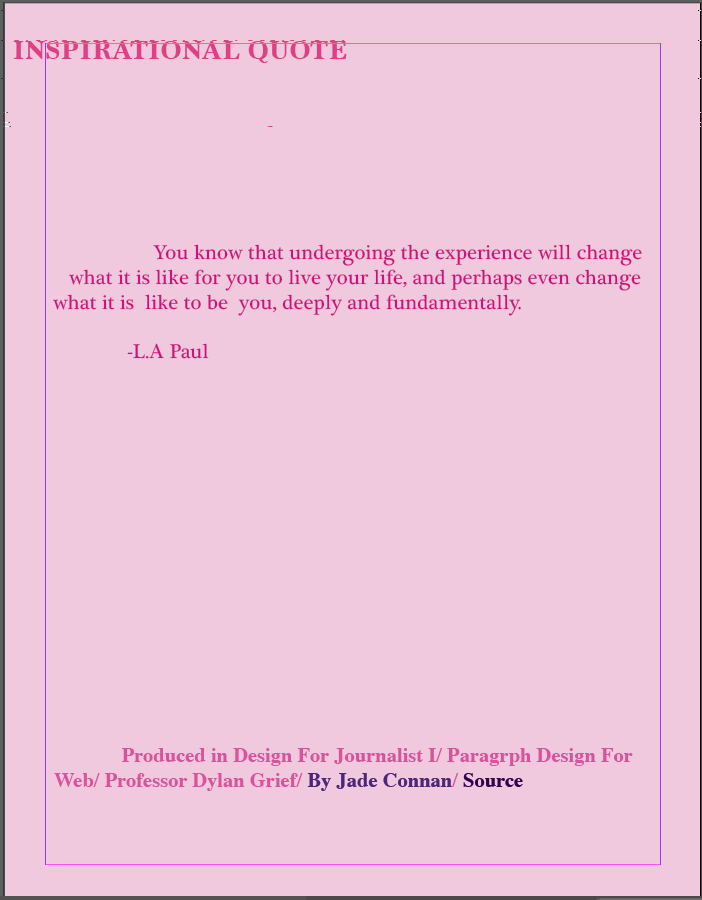 INSPIRATIONAL QUOTE
You know that undergoing the experience will change
what it is like for you to live your life, and perhaps even change
what it is  like to be  you, deeply and fundamentally.
-L.A Paul
Produced in Design For Journalist I/ Paragrph Design For
Web/ Professor Dylan Grief/ By Jade Connan/ Source